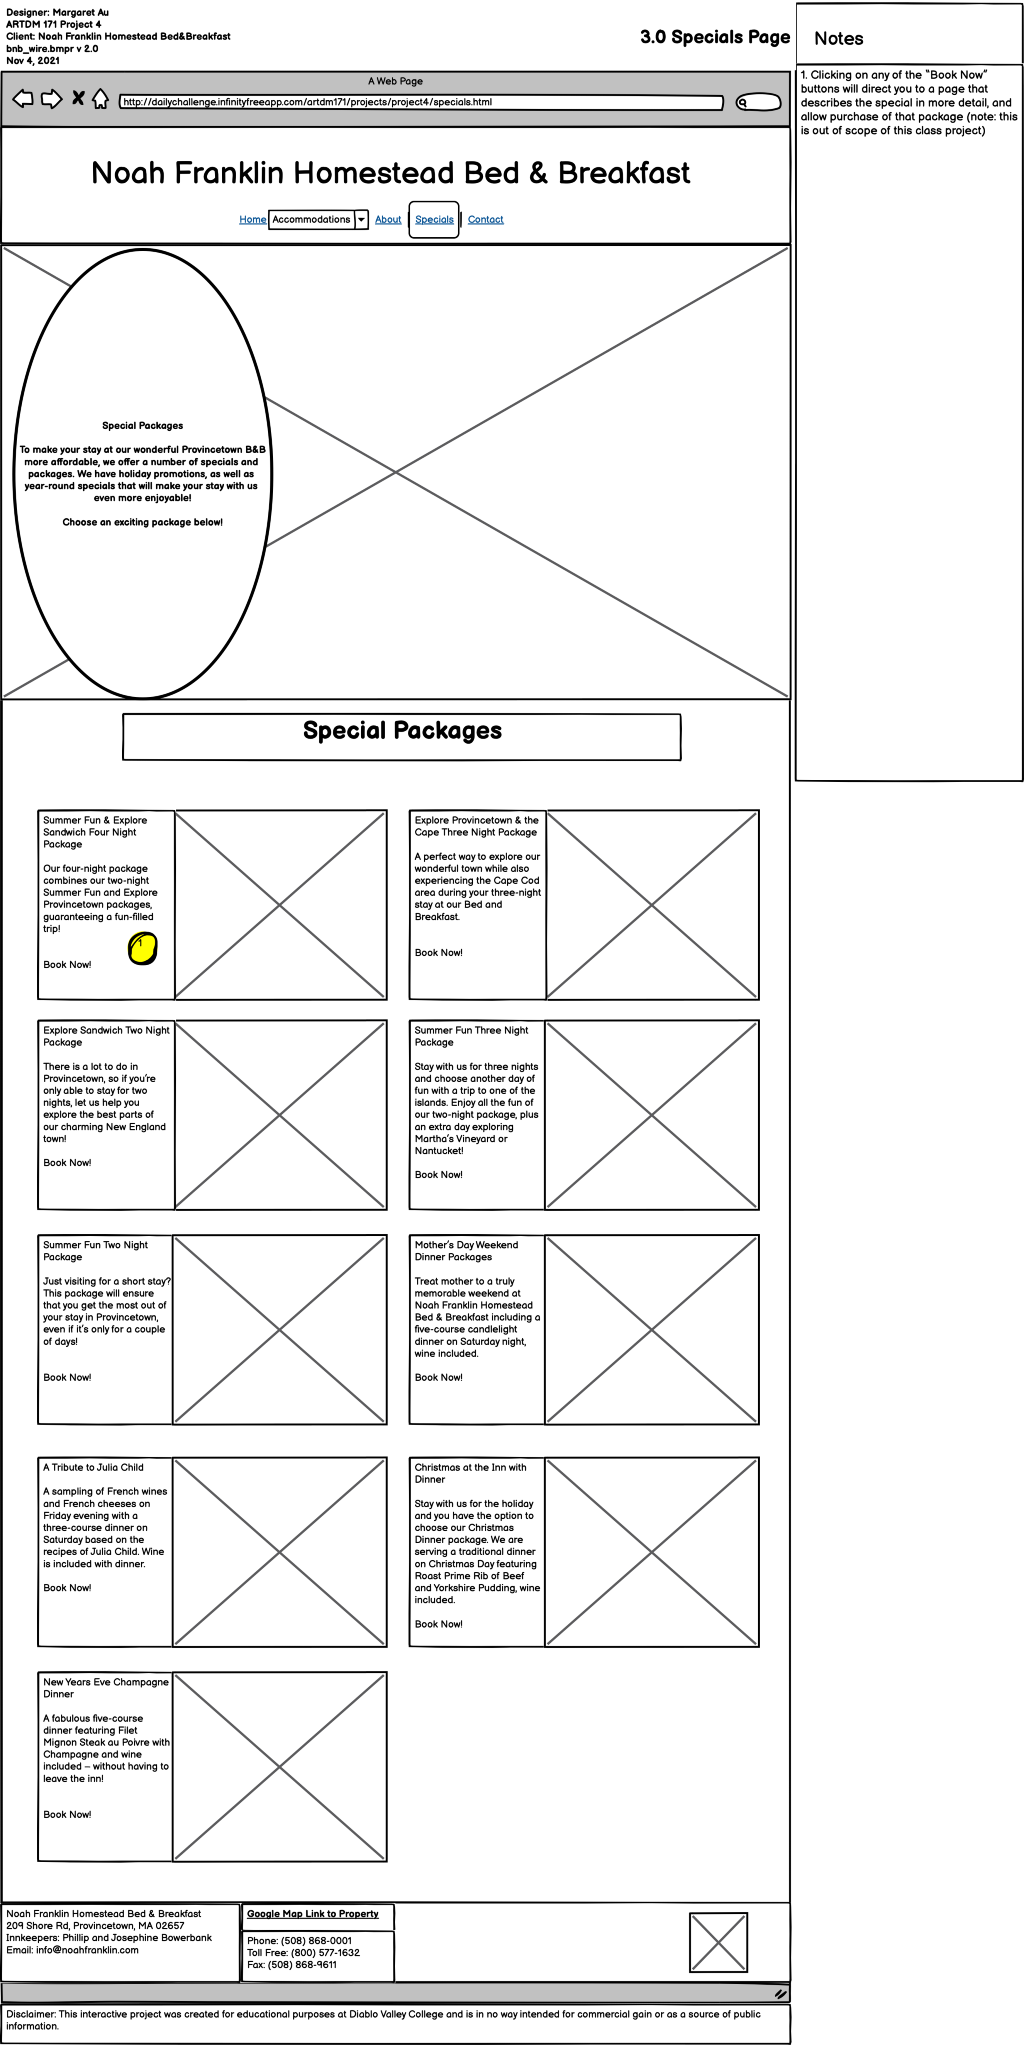 Designer: Margaret Au
ARTDM 171 Project 4
Client: Noah Franklin Homestead Bed&Breakfast
bnb_wire.bmpr v 2.0
Nov 4, 2021
3.0 Specials Page
Notes
1. Clicking on any of the "Book Now"
buttons will direct you to a page that
describes the special in more detail, and
allow purchase of that package (note: this
is out of scope of this class project)
A Web Page
http://dailychallenge.infinityfreeapp.com/artdm171/projects/project4/specials.html
Noah Franklin Homestead Bed & Breakfast
Home Accommodations About | Specials | Contact
Special Packages
To make your stay at our wonderful Provincetown B&B
more affordable, we offer a number of specials and
packages. We have holiday promotions, as well as
year-round specials that will make your stay with us
even more enjoyable!
Choose an exciting package below!
Special Packages
Summer Fun & Explore
Sandwich Four Night
Package
Our four-night package
combines our two-night
Summer Fun and Explore
Provincetown packages,
guaranteeing a fun-filled
trip!
1
Book Now!
Explore Provincetown & the
Cape Three Night Package
A perfect way to explore our
wonderful town while also
experiencing the Cape Cod
area during your three-night
stay at our Bed and
Breakfast.
Book Now!
Explore Sandwich Two Night
Package
There is a lot to do in
Provincetown, so if you're
only able to stay for two
nights, let us help you
explore the best parts of
our charming New England
town!
Book Now!
Summer Fun Three Night
Package
Stay with us for three nights
and choose another day of
fun with a trip to one of the
islands. Enjoy all the fun of
our two-night package, plus
an extra day exploring
Martha's Vineyard or
Nantucket!
Book Now!
Summer Fun Two Night
Package
Just visiting for a short stay?
This package will ensure
that you get the most out of
your stay in Provincetown,
even if it's only for a couple
of days!
Book Now!
Mother's Day Weekend
Dinner Packages
Treat mother to a truly
memorable weekend at
Noah Franklin Homestead
Bed & Breakfast including a
five-course candlelight
dinner on Saturday night,
wine included.
Book Now!
A Tribute to Julia Child
A sampling of French wines
and French cheeses on
Friday evening with a
three-course dinner on
Saturday based on the
recipes of Julia Child. Wine
is included with dinner.
Book Now!
Christmas at the Inn with
Dinner
Stay with us for the holiday
and you have the option to
choose our Christmas
Dinner package. We are
serving a traditional dinner
on Christmas Day featuring
Roast Prime Rib of Beef
and Yorkshire Pudding, wine
included.
Book Now!
New Years Eve Champagne
Dinner
A fabulous five-course
dinner featuring Filet
Mignon Steak au Poivre with
Champagne and wine
included – without having to
leave the inn!
Book Now!
Noah Franklin Homestead Bed & Breakfast
209 Shore Rd, Provincetown, MA 02657
Innkeepers: Phillip and Josephine Bowerbank
Email: info@noahfranklin.com
Google Map Link to Property
Phone: (508) 868-0001
Toll Free: (800) 577-1632
Fax: (508) 868-9611
Disclaimer: This interactive project was created for educational purposes at Diablo Valley College and is in no way intended for commercial gain or as a source of public
information.